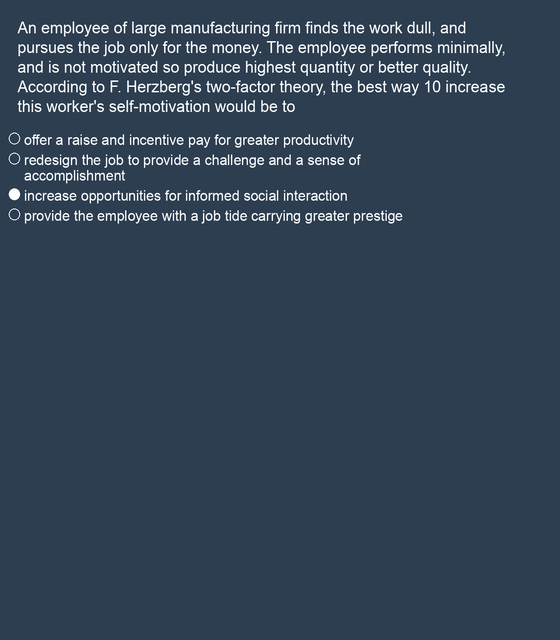 An employee of large manufacturing firm finds the work dull, and
pursues the job only for the money. The employee performs minimally,
and is not motivated so produce highest quantity or better quality.
According to F. Herzberg's two-factor theory, the best way 10 increase
this worker's self-motivation would be to
offer a raise and incentive pay for greater productivity
redesign the job to provide a challenge and a sense of
accomplishment
increase opportunities for informed social interaction
provide the employee with a job tide carrying greater prestige